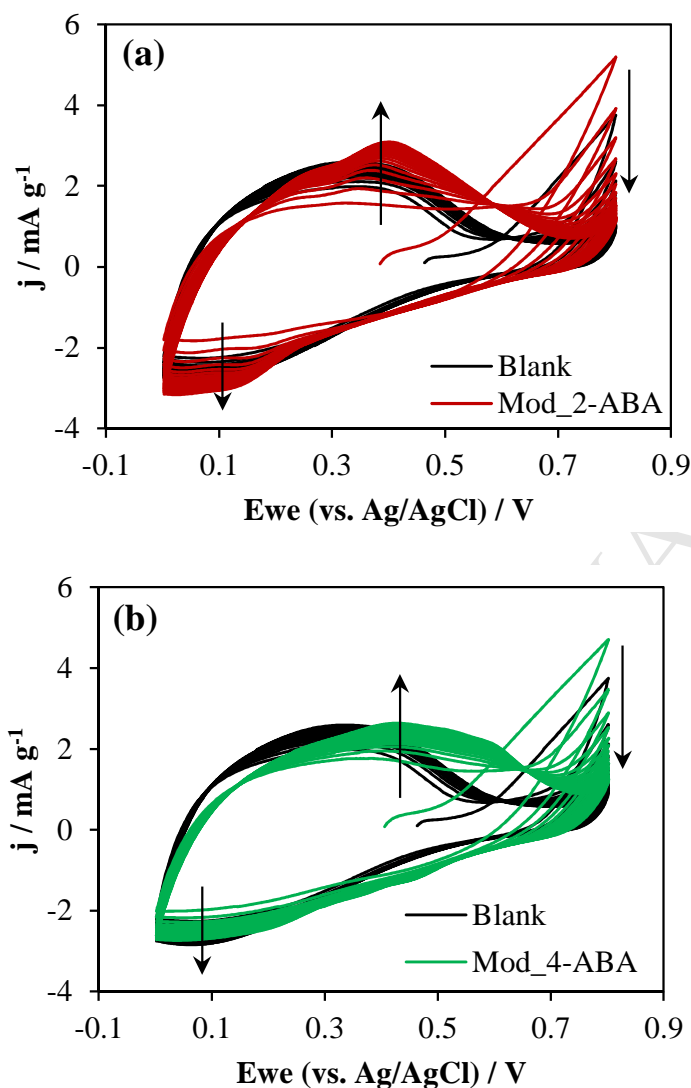 (a)
6
4
2
0
-2
-4
j / mA g-1
Blank
Mod_2-ABA
-0.1 0.1 0.3 0.5 0.7 0.9
Ewe (vs. Ag/AgCl) / V
(b)
6
4
2
0
-2
-4
j / mA g-1
Blank
Mod_4-ABA
-0.1 0.1 0.3 0.5 0.7 0.9
Ewe (vs. Ag/AgCl) / V